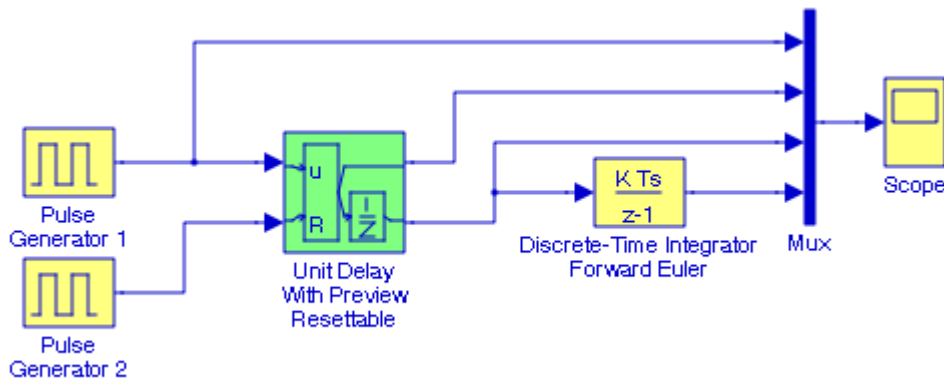 u
R
1
Z
K Ts
z-1
Pulse
Generator 1
Pulse
Generator 2
Unit Delay
With Preview
Resettable
Discrete-Time Integrator
Forward Euler
Mux
Scope